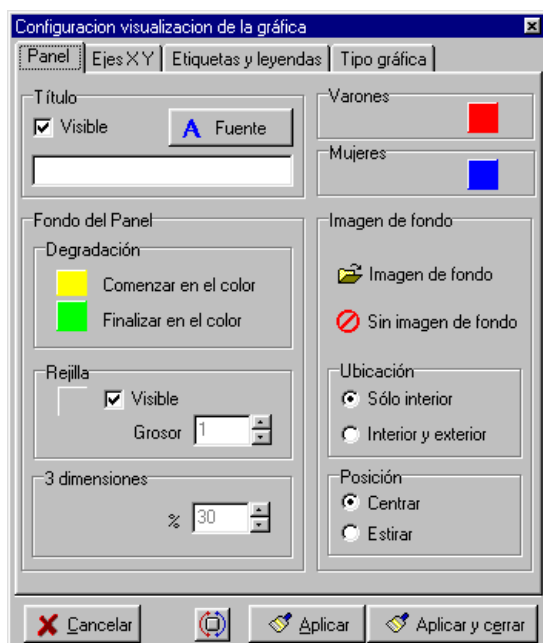 Configuracion visualizacion de la gráfica
Panel Ejes X Y Etiquetas y leyendas Tipo gráfica
Título
Visible
A Fuente
Varones
Mujeres
Fondo del Panel
Degradación
Comenzar en el color
Finalizar en el color
Rejilla
Visible
Grosor 1
3 dimensiones
% 30
Imagen de fondo
Imagen de fondo
Sin imagen de fondo
Ubicación
Sólo interior
Interior y exterior
Posición
Centrar
Estirar
Cancelar Aplicar Aplicar y cerrar